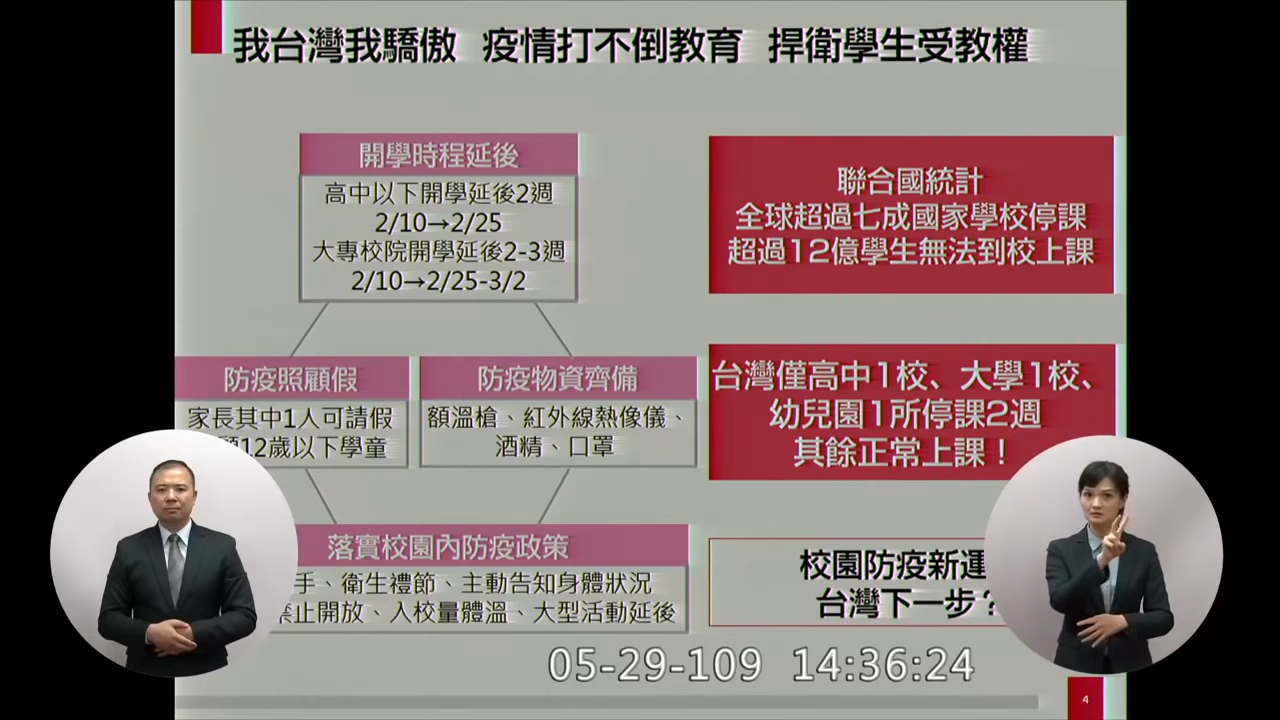 我台灣我驕傲 疫情打不倒教育 捍衛學生受教權
開學時程延後
高中以下開學延後2週
2/10→2/25
大專校院開學延後2-3週
2/10→2/25-3/2
聯合國統計
全球超過七成國家學校停課
超過12億學生無法到校上課
防疫照顧假
家長其中1人可請假
12歲以下學童
防疫物資齊備
額溫槍、紅外線熱像儀、
酒精、口罩
台灣僅高中1校、大學1校、
幼兒園1所停課2週
其餘正常上課!
落實校園內防疫政策
手、衛生禮節、主動告知身體狀況
禁止開放、入校量體溫、大型活動延後
校園防疫新運
台灣下一步?
05-29-109 14:36:24
4